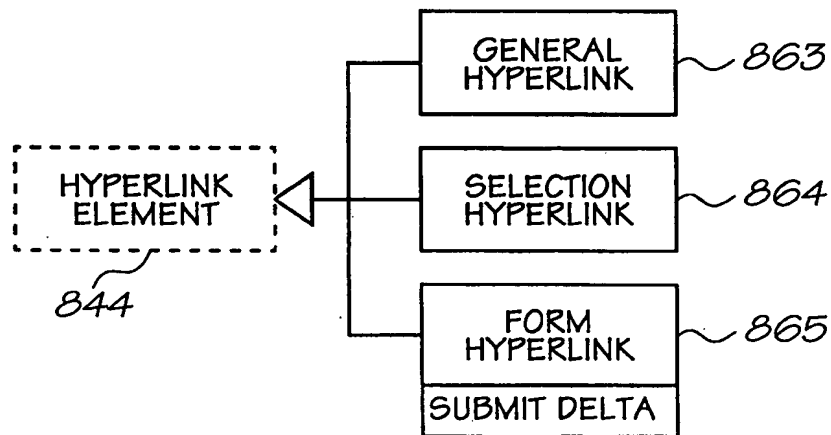 GENERAL
HYPERLINK
863
HYPERLINK
ELEMENT
844
SELECTION
HYPERLINK
864
FORM
HYPERLINK
865
SUBMIT DELTA